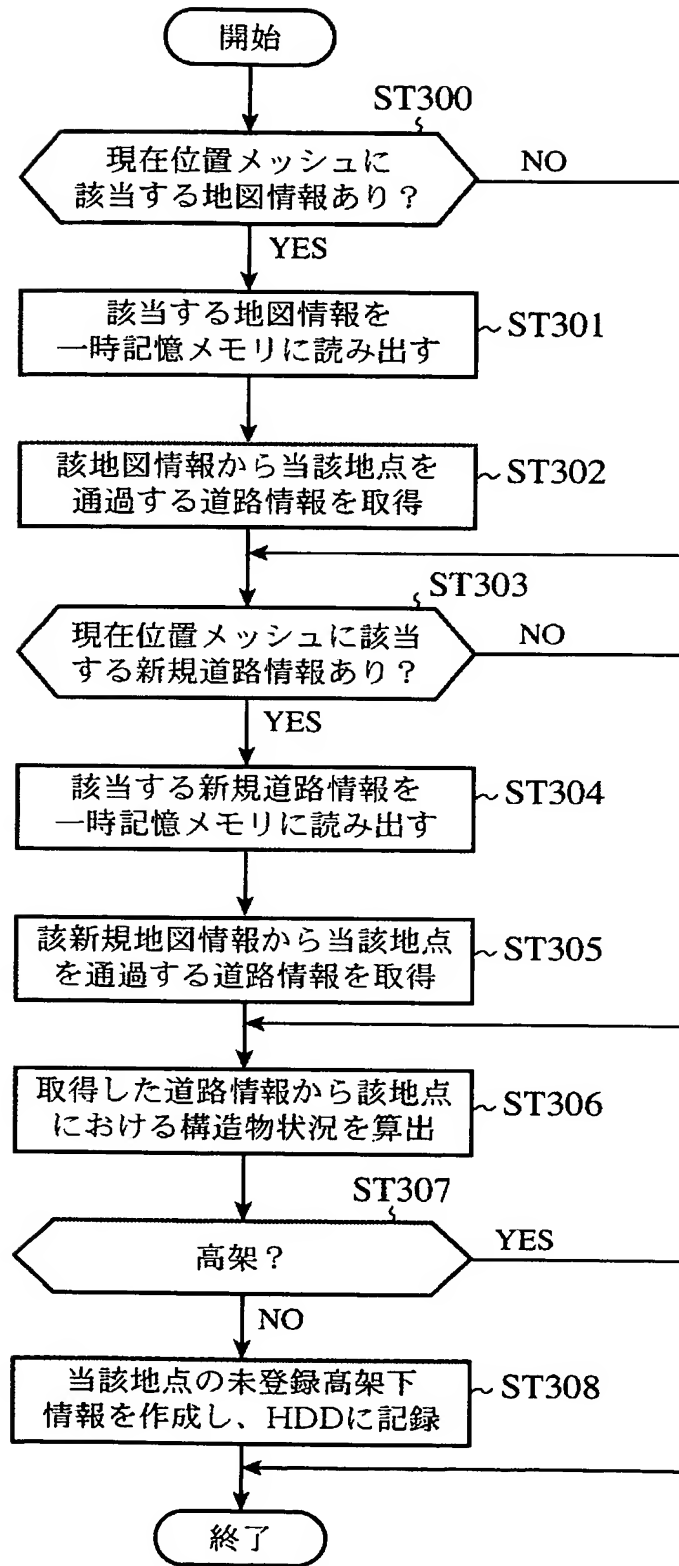 開始
ST300
現在位置メッシュに
該当する地図情報あり？
NO
YES
該当する地図情報を
一時記憶メモリに読み出す
ST301
該地図情報から当該地点を
通過する道路情報を取得
ST302
ST303
現在位置メッシュに該当
する新規道路情報あり？
NO
YES
該当する新規道路情報を
一時記憶メモリに読み出す
ST304
該新規地図情報から当該地点
を通過する道路情報を取得
ST305
取得した道路情報から該地点
における構造物状況を算出
ST306
ST307
高架？
YES
NO
当該地点の未登録高架下
情報を作成し、HDDに記録
ST308
終了